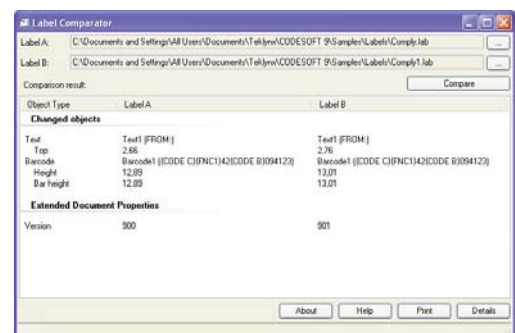 Label Comparator
Label A: C:\Documents and Settings\All Users\Documents\Teklynx\CODESOFT 9\Samples\Labels\Comply.lab ...
Label B: C:\Documents and Settings\All Users\Documents\Teklynx\CODESOFT 9\Samples\Labels\Comply1.lab ...
Comparison result: Compare
Object Type Label A Label B
Changed objects
Text Text1 (FROM:) Text1 (FROM:)
Top 2,66 2,76
Barcode Barcode1 ((CODE C)(FNC1)42(CODE B)094123) Barcode1 ((CODE C)(FNC1)42(CODE B)094123)
Height 12,89 13,01
Bar height 12,89 13,01
Extended Document Properties
Version 900 901
About Help Print Details